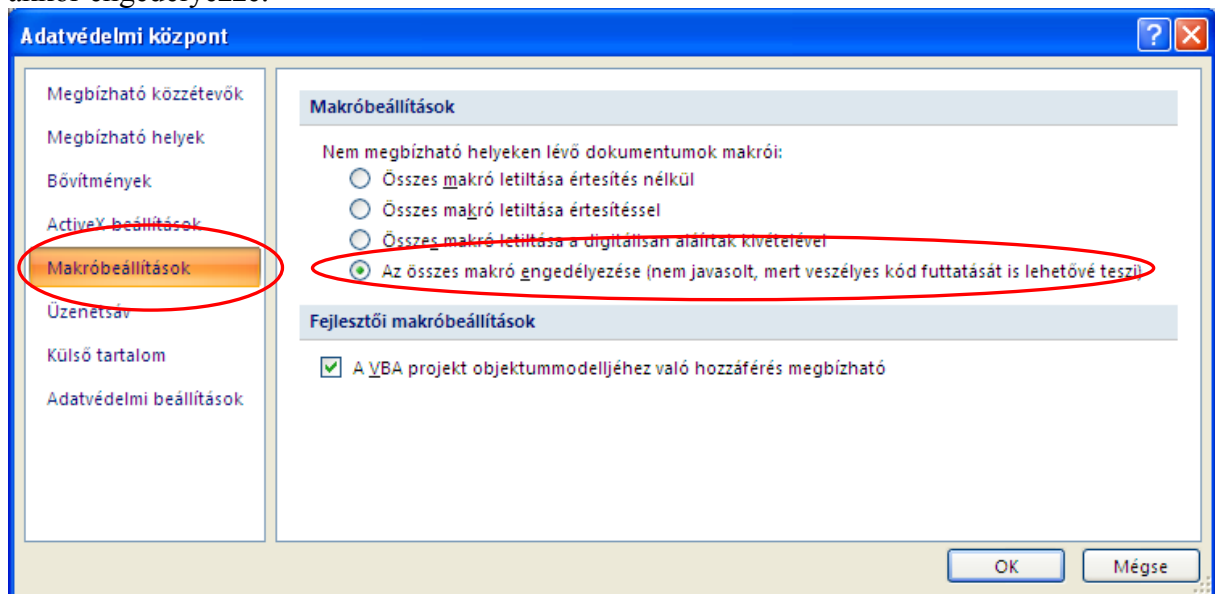 akkor engedélyezze:
Adatvédelmi központ
Megbízható közzétevők
Megbízható helyek
Bővítmények
ActiveX-beállítások
Makróbeállítások
Üzenetsáv
Külső tartalom
Adatvédelmi beállítások
Makróbeállítások
Nem megbízható helyeken lévő dokumentumok makrói:
Összes makró letiltása értesítés nélkül
Összes makró letiltása értesítéssel
Összes makró letiltása a digitálisan aláírtak kivételével
Az összes makró engedélyezése (nem javasolt, mert veszélyes kód futtatását is lehetővé teszi)
Fejlesztői makróbeállítások
A VBA projekt objektummodelljéhez való hozzáférés megbízható
OK
Mégse